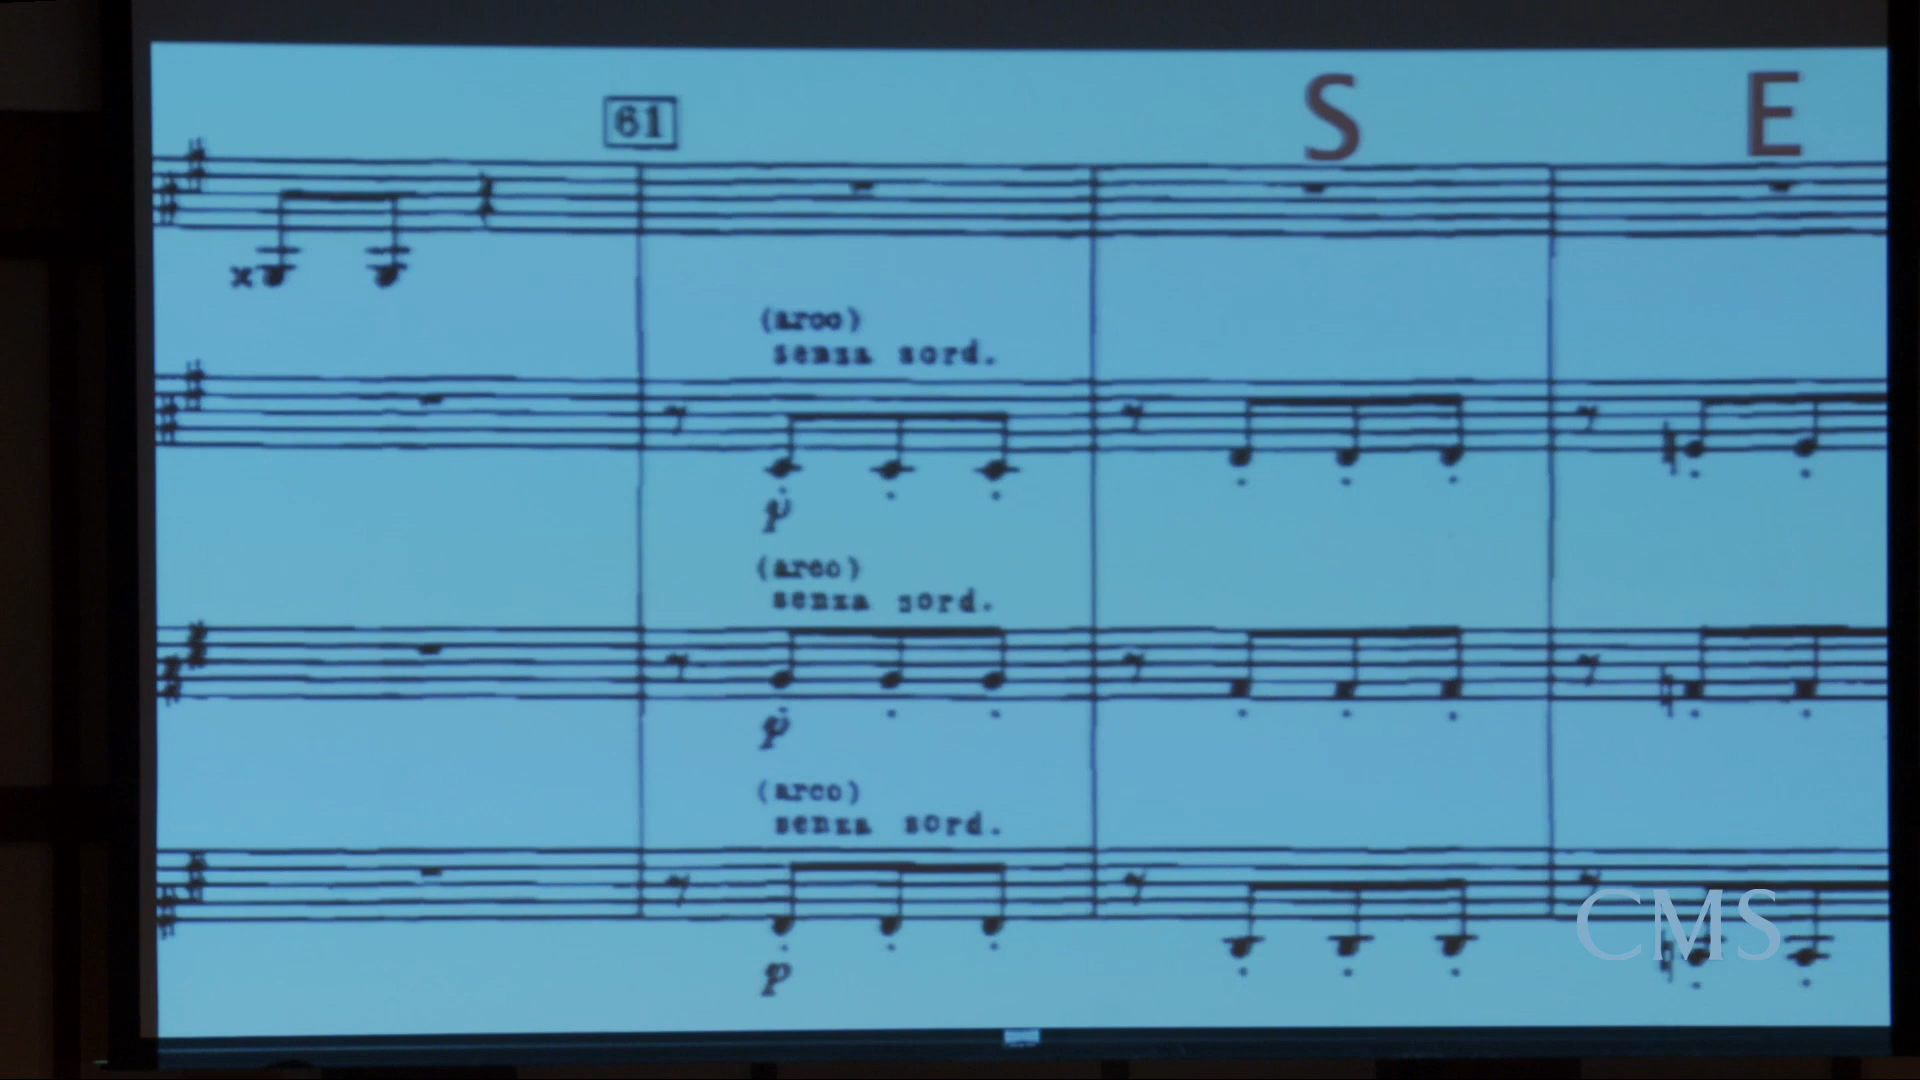 S E
61
(arco)
senza sord.
p
(arco)
senza sord.
p
(arco)
senza sord.
p
CMS